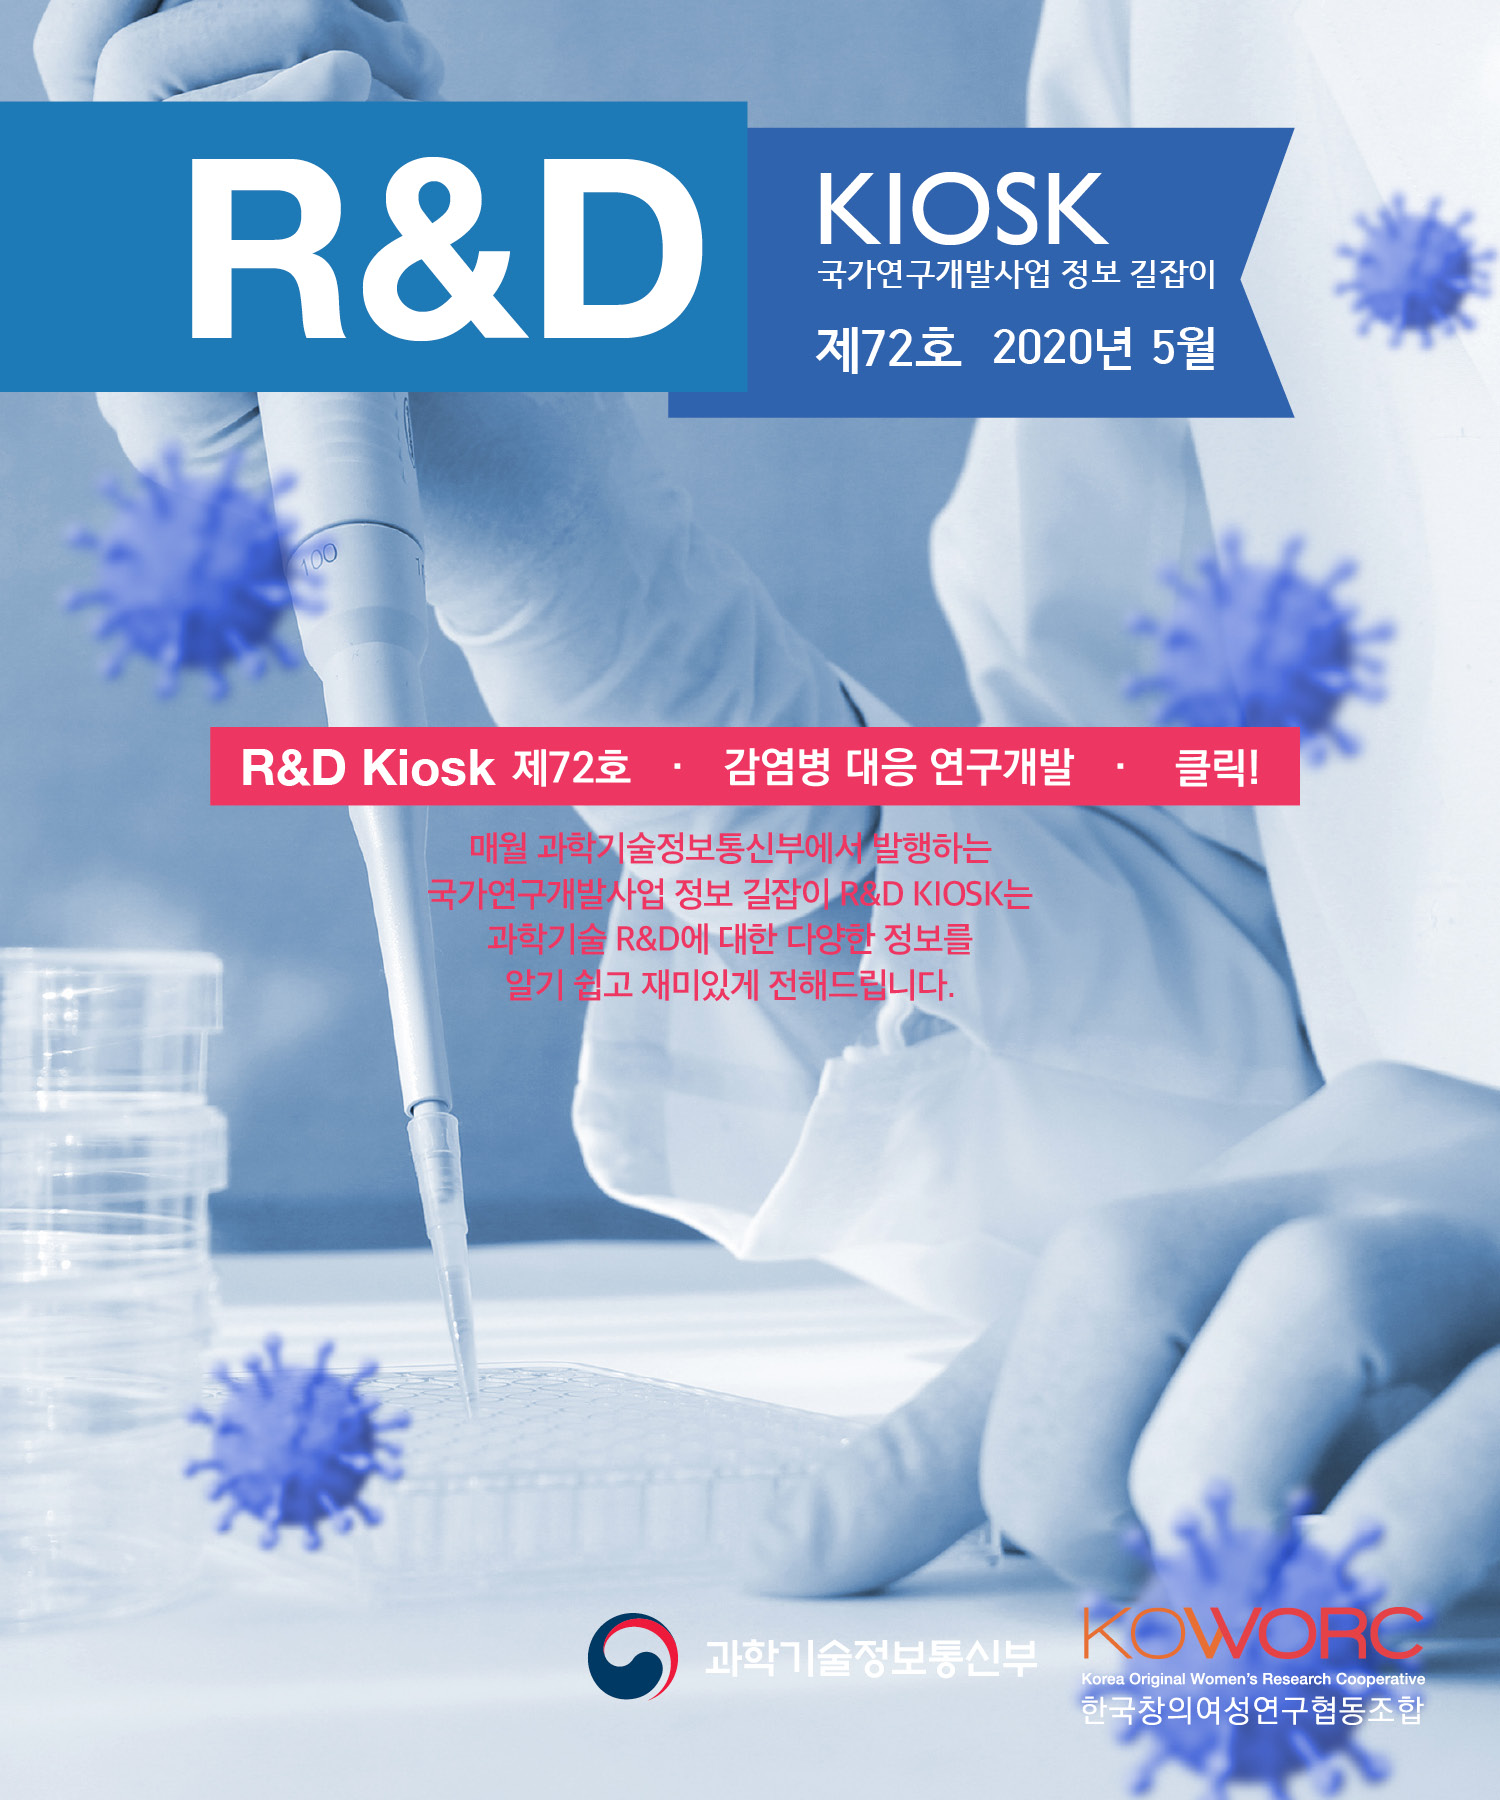 R&D
KIOSK
국가연구개발사업 정보 길잡이
제72호 2020년 5월
100
R&D Kiosk 제72호 · 감염병 대응 연구개발 · 클릭!
매월 과학기술정보통신부에서 발행하는
국가연구개발사업 정보 길잡이 R&D KIOSK는
과학기술 R&D에 대한 다양한 정보를
알기 쉽고 재미있게 전해드립니다.
과학기술정보통신부
KOWORC
Korea Original Women's Research Cooperative
한국창의여성연구협동조합